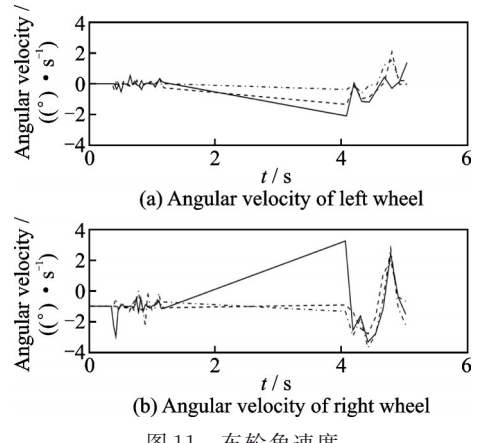 Angular velocity /
((°)·s⁻¹)
4
2
0
−2
−4
0
2
4
6
t / s
(a) Angular velocity of left wheel
Angular velocity /
((°)·s⁻¹)
4
2
0
−2
−4
0
2
4
6
t / s
(b) Angular velocity of right wheel
图 11 车轮角速度